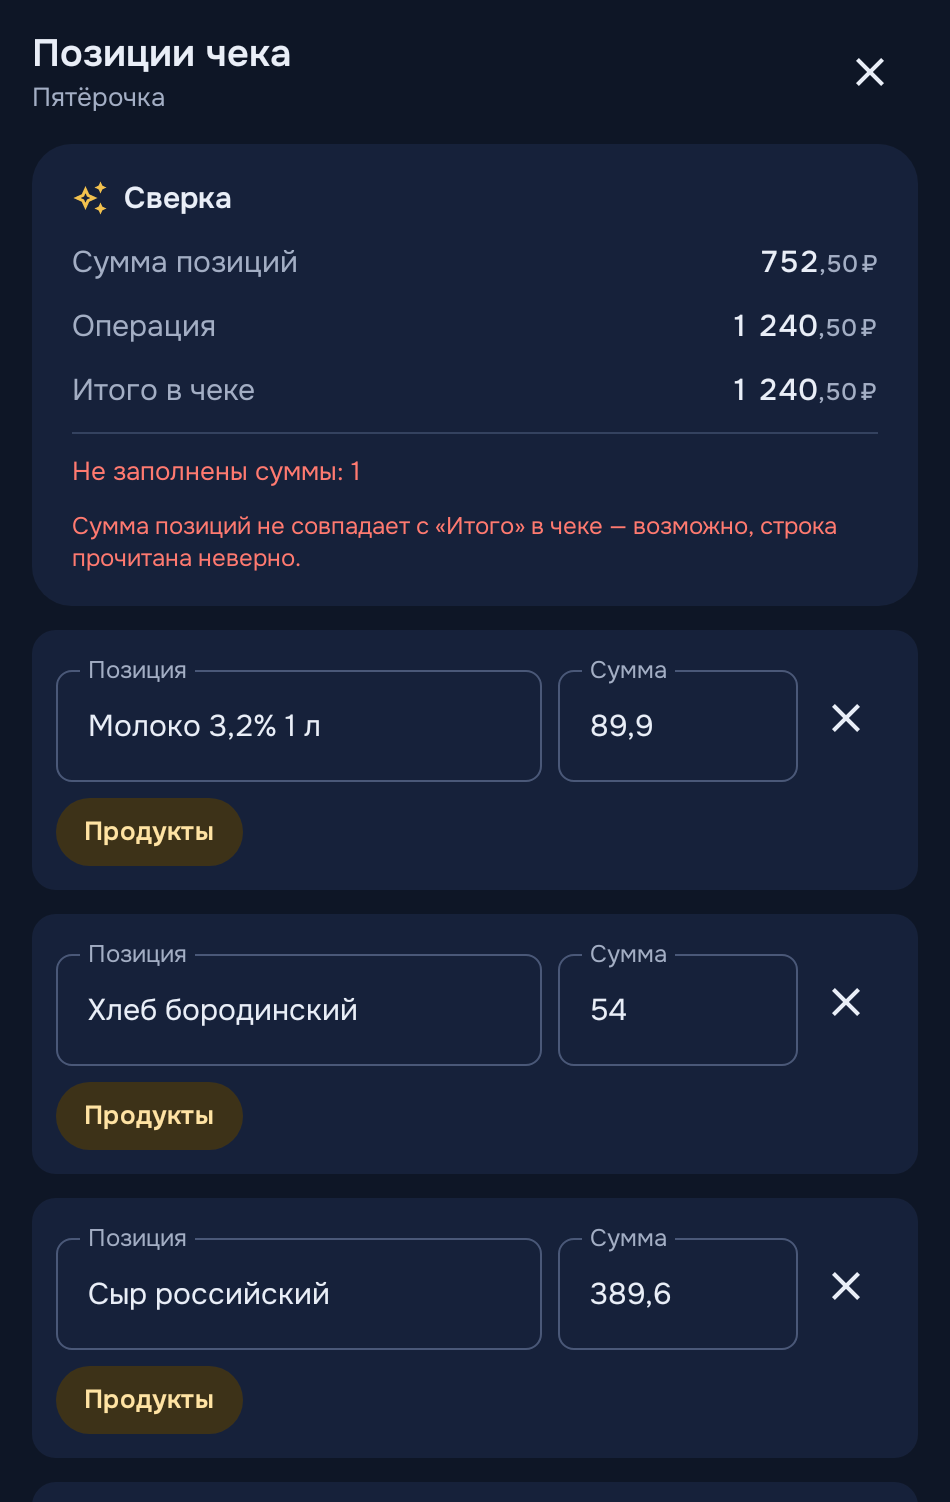 Позиции чека
Пятёрочка
Сверка
Сумма позиций 752,50 ₽
Операция 1 240,50 ₽
Итого в чеке 1 240,50 ₽
Не заполнены суммы: 1
Сумма позиций не совпадает с «Итого» в чеке — возможно, строка
прочитана неверно.
Позиция Сумма
Молоко 3,2% 1 л 89,9
Продукты
Позиция Сумма
Хлеб бородинский 54
Продукты
Позиция Сумма
Сыр российский 389,6
Продукты